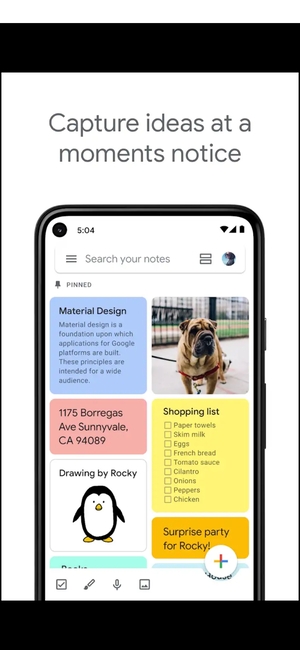 Capture ideas at a
moments notice
5:04
Search your notes
PINNED
Material Design
Material design is a
foundation upon which
applications for Google
platforms are built.
These principles are
intended for a wide
audience.
1175 Borregas
Ave Sunnyvale,
CA 94089
Shopping list
Paper towels
Skim milk
Eggs
French bread
Tomato sauce
Cilantro
Onions
Peppers
Chicken
Drawing by Rocky
Surprise party
for Rocky!